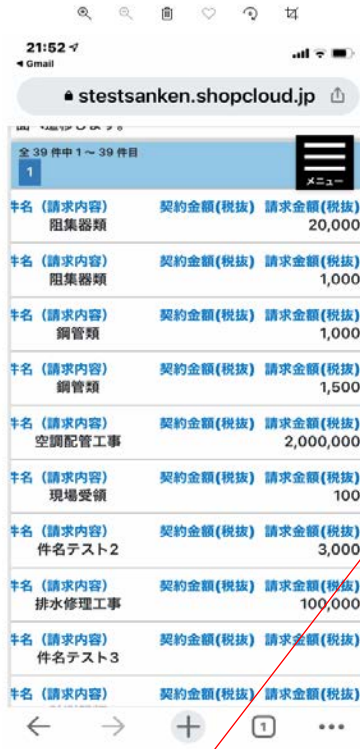 21:52
Gmail
stestsanken.shopcloud.jp
全 39 件中 1 ~ 39 件目
1
メニュー
件名（請求内容） 契約金額(税抜) 請求金額(税抜)
阻集器類 20,000
件名（請求内容） 契約金額(税抜) 請求金額(税抜)
阻集器類 1,000
件名（請求内容） 契約金額(税抜) 請求金額(税抜)
鋼管類 1,000
件名（請求内容） 契約金額(税抜) 請求金額(税抜)
鋼管類 1,500
件名（請求内容） 契約金額(税抜) 請求金額(税抜)
空調配管工事 2,000,000
件名（請求内容） 契約金額(税抜) 請求金額(税抜)
現場受領 100
件名（請求内容） 契約金額(税抜) 請求金額(税抜)
件名テスト2 3,000
件名（請求内容） 契約金額(税抜) 請求金額(税抜)
排水修理工事 100,000
件名（請求内容） 契約金額(税抜) 請求金額(税抜)
件名テスト3
件名（請求内容） 契約金額(税抜) 請求金額(税抜)
1